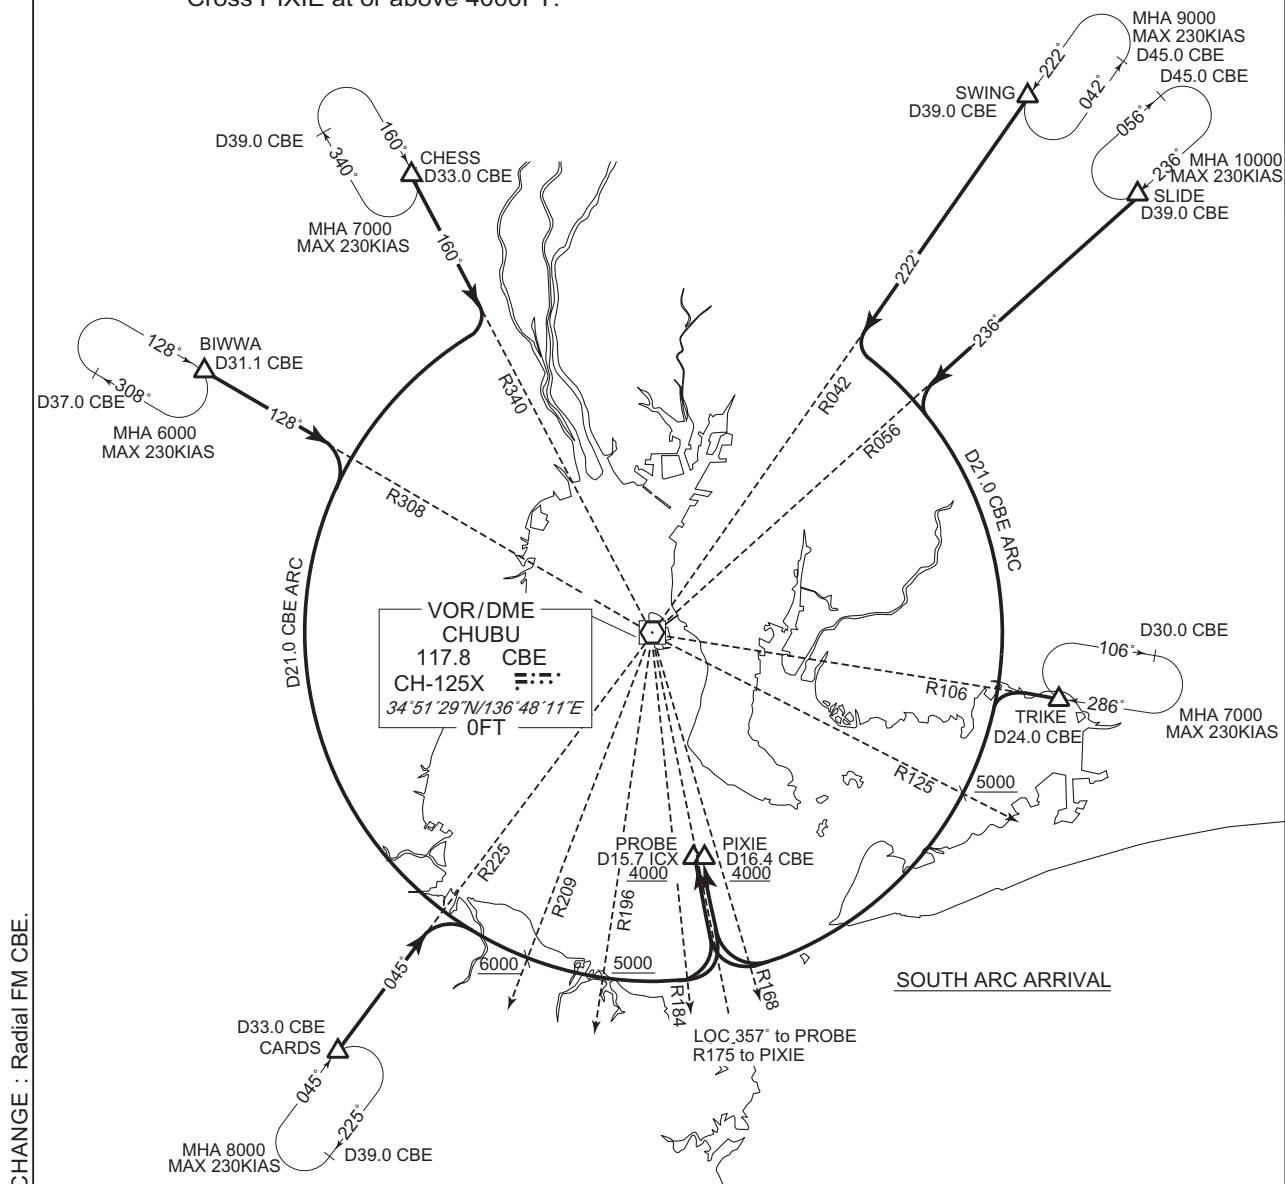 Cross PIXIE at or above 4000FT.
MHA 9000
MAX 230KIAS
D45.0 CBE
222°
042°
SWING
D39.0 CBE
D45.0 CBE
056°
236°
MHA 10000
MAX 230KIAS
SLIDE
D39.0 CBE
D39.0 CBE
160°
340°
CHESS
D33.0 CBE
MHA 7000
MAX 230KIAS
160°
222°
236°
BIWWA
D31.1 CBE
128°
308°
D37.0 CBE
MHA 6000
MAX 230KIAS
128°
R340
R042
R056
R308
D21.0 CBE ARC
D21.0 CBE ARC
VOR/DME
CHUBU
117.8 CBE
CH-125X
34°51′29″N/136°48′11″E
0FT
D30.0 CBE
106°
286°
R106
TRIKE
D24.0 CBE
MHA 7000
MAX 230KIAS
R125
5000
PROBE
D15.7 ICX
4000
PIXIE
D16.4 CBE
4000
R225
R209
R196
6000
5000
R184
R168
SOUTH ARC ARRIVAL
LOC 357° to PROBE
R175 to PIXIE
045°
D33.0 CBE
CARDS
045°
225°
MHA 8000
MAX 230KIAS
D39.0 CBE
CHANGE : Radial FM CBE.